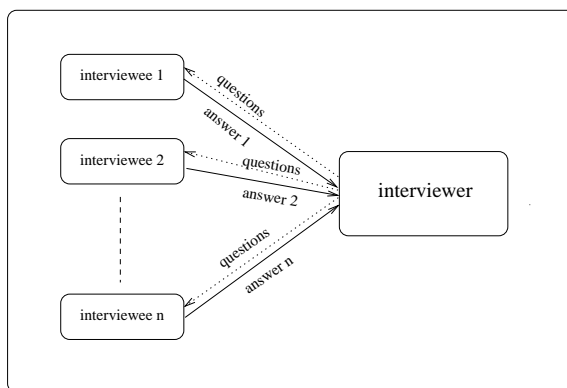 interviewee 1
questions
answer 1
interviewee 2
questions
answer 2
interviewer
questions
answer n
interviewee n